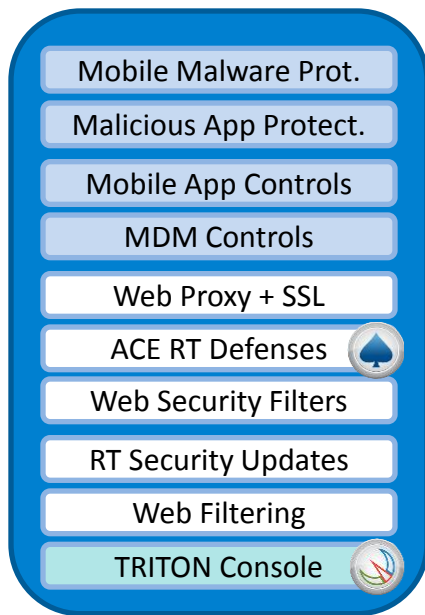 Mobile Malware Prot.
Malicious App Protect.
Mobile App Controls
MDM Controls
Web Proxy + SSL
ACE RT Defenses
Web Security Filters
RT Security Updates
Web Filtering
TRITON Console